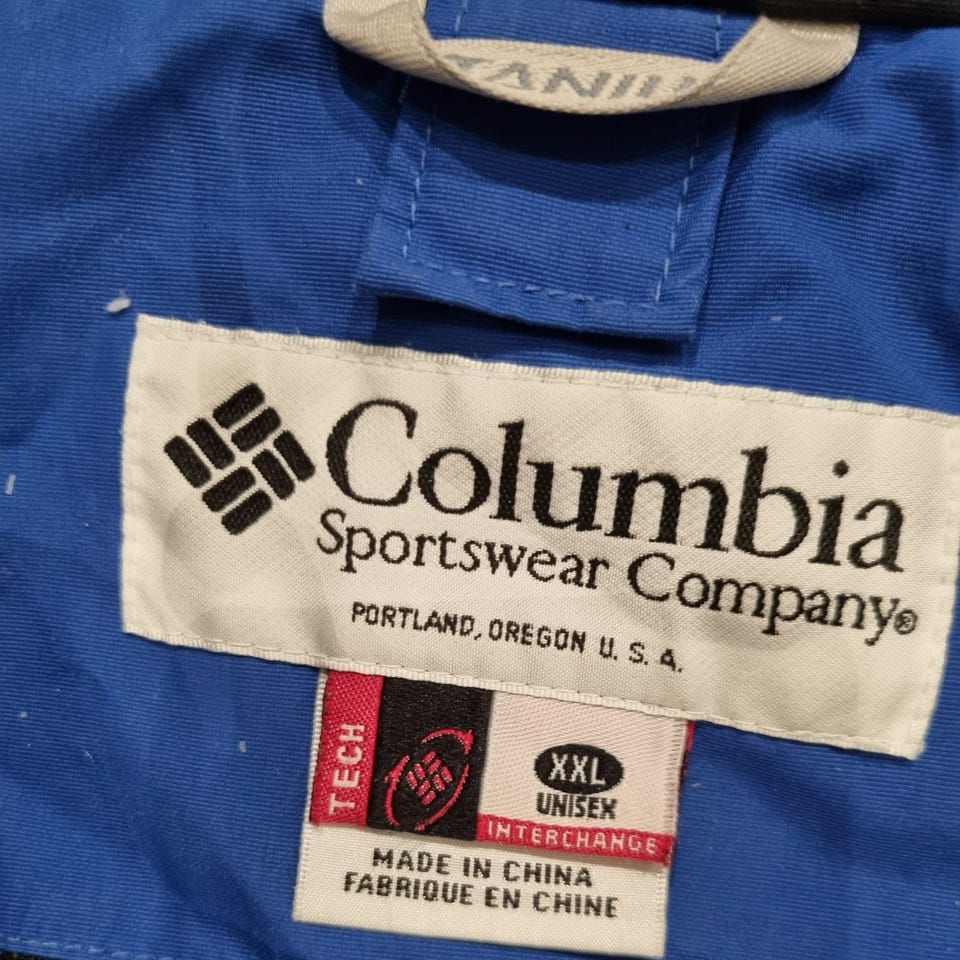 Columbia
Sportswear Company®
PORTLAND, OREGON U.S.A.
TECH
XXL
UNISEX
INTERCHANGE
MADE IN CHINA
FABRIQUE EN CHINE